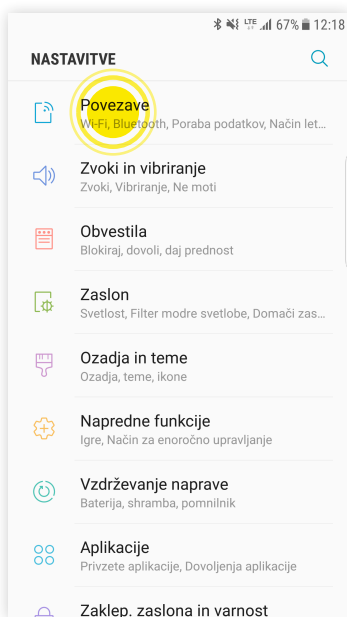 LTE 67% 12:18
NASTAVITVE
Povezave
Wi-Fi, Bluetooth, Poraba podatkov, Način let...
Zvoki in vibriranje
Zvoki, Vibriranje, Ne moti
Obvestila
Blokiraj, dovoli, daj prednost
Zaslon
Svetlost, Filter modre svetlobe, Domači zas...
Ozadja in teme
Ozadja, teme, ikone
Napredne funkcije
Igre, Način za enoročno upravljanje
Vzdrževanje naprave
Baterija, shramba, pomnilnik
Aplikacije
Privzete aplikacije, Dovoljenja aplikacije
Zaklep. zaslona in varnost